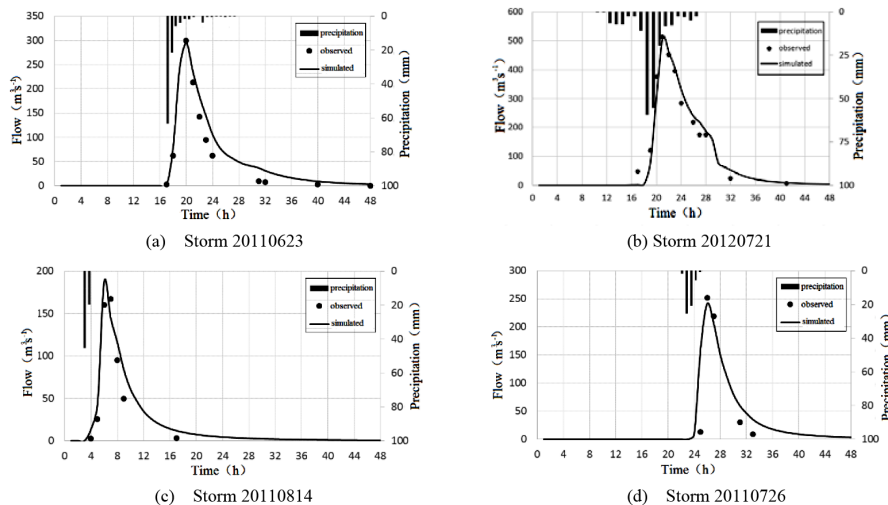 350
300
250
200
150
100
50
0
0 4 8 12 16 20 24 28 32 36 40 44 48
0
20
40
60
80
100
Flow（m³s⁻¹）
Precipitation (mm)
Time（h）
precipitation
observed
simulated
(a) Storm 20110623
600
500
400
300
200
100
0
0 4 8 12 16 20 24 28 32 36 40 44 48
0
25
50
75
100
Flow（m³s⁻¹）
Precipitation (mm)
Time（h）
precipitation
observed
simulated
(b) Storm 20120721
200
150
100
50
0
0 4 8 12 16 20 24 28 32 36 40 44 48
0
20
40
60
80
100
Flow（m³s⁻¹）
Precipitation (mm)
Time（h）
precipitation
observed
simulated
(c) Storm 20110814
300
250
200
150
100
50
0
0 4 8 12 16 20 24 28 32 36 40 44 48
0
20
40
60
80
100
Flow（m³s⁻¹）
Precipitation (mm)
Time（h）
precipitation
observed
simulated
(d) Storm 20110726